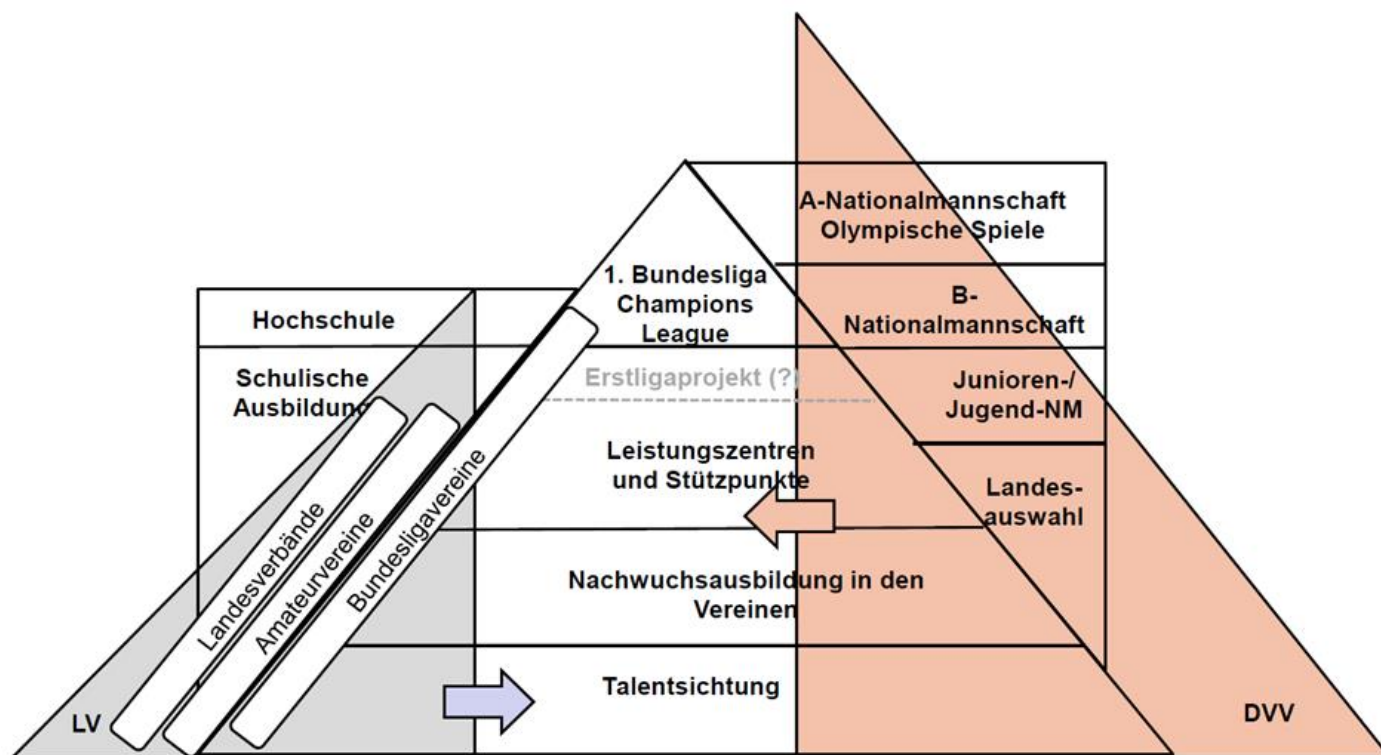 A-Nationalmannschaft
Olympische Spiele
1. Bundesliga
Champions
League
B-
Nationalmannschaft
Hochschule
Schulische
Ausbildung
Erstligaprojekt (?)
Junioren-/
Jugend-NM
Leistungszentren
und Stützpunkte
Landes-
auswahl
Landesverbände
Amateurvereine
Bundesligavereine
Nachwuchsausbildung in den
Vereinen
Talentsichtung
LV
DVV